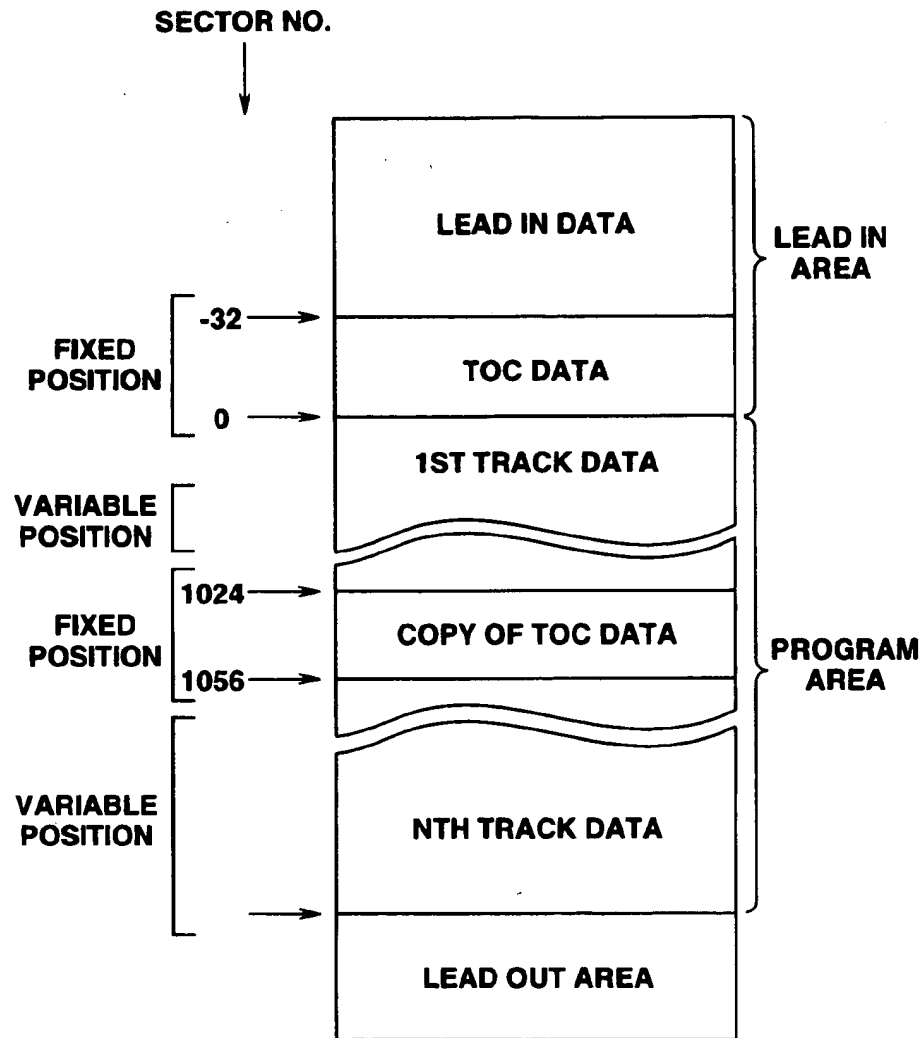 SECTOR NO.
LEAD IN DATA
LEAD IN
AREA
-32
FIXED
POSITION
TOC DATA
0
1ST TRACK DATA
VARIABLE
POSITION
1024
FIXED
POSITION
COPY OF TOC DATA
1056
PROGRAM
AREA
VARIABLE
POSITION
NTH TRACK DATA
LEAD OUT AREA